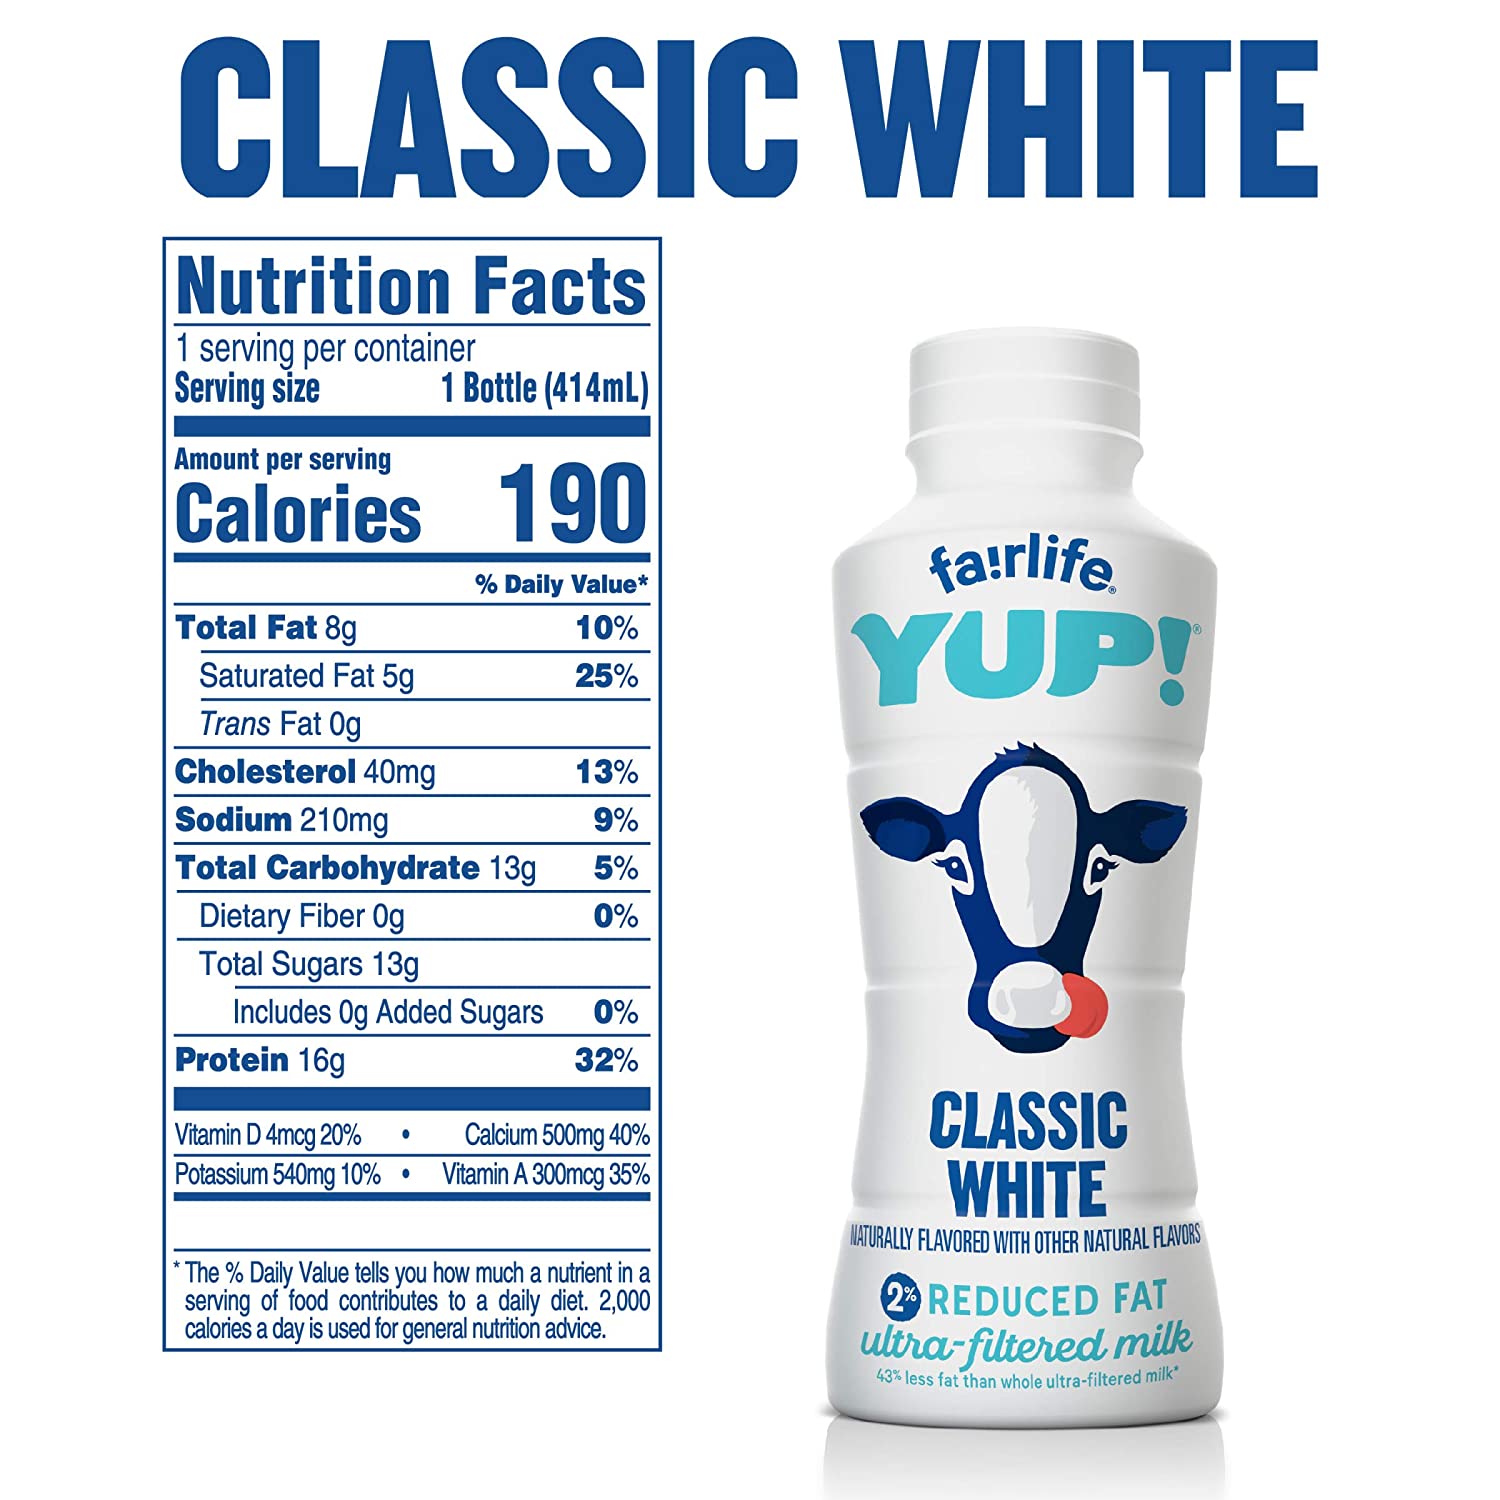 CLASSIC WHITE
Nutrition Facts
1 serving per container
Serving size 1 Bottle (414mL)
Amount per serving
Calories 190
% Daily Value*
Total Fat 8g 10%
Saturated Fat 5g 25%
Trans Fat 0g
Cholesterol 40mg 13%
Sodium 210mg 9%
Total Carbohydrate 13g 5%
Dietary Fiber 0g 0%
Total Sugars 13g
Includes 0g Added Sugars 0%
Protein 16g 32%
Vitamin D 4mcg 20% • Calcium 500mg 40%
Potassium 540mg 10% • Vitamin A 300mcg 35%
* The % Daily Value tells you how much a nutrient in a
serving of food contributes to a daily diet. 2,000
calories a day is used for general nutrition advice.
fa!rlife®
YUP!®
CLASSIC
WHITE
NATURALLY FLAVORED WITH OTHER NATURAL FLAVORS
2% REDUCED FAT
ultra-filtered milk
43% less fat than whole ultra-filtered milk*